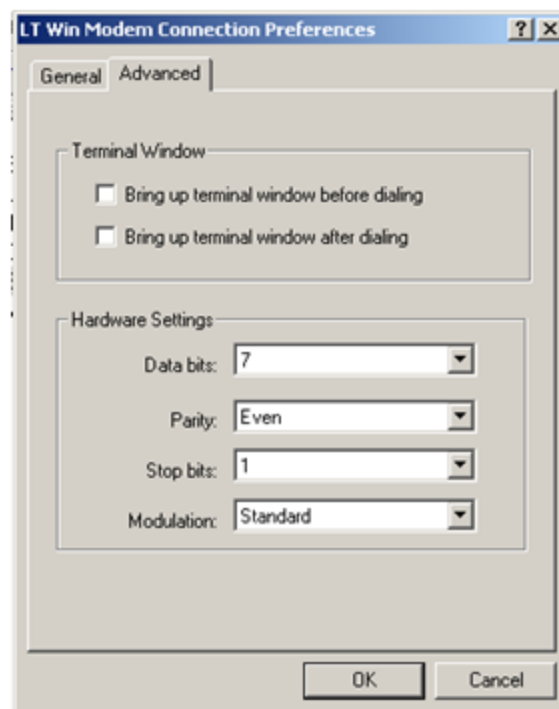 LT Win Modem Connection Preferences
General Advanced
Terminal Window
Bring up terminal window before dialing
Bring up terminal window after dialing
Hardware Settings
Data bits: 7
Parity: Even
Stop bits: 1
Modulation: Standard
OK Cancel